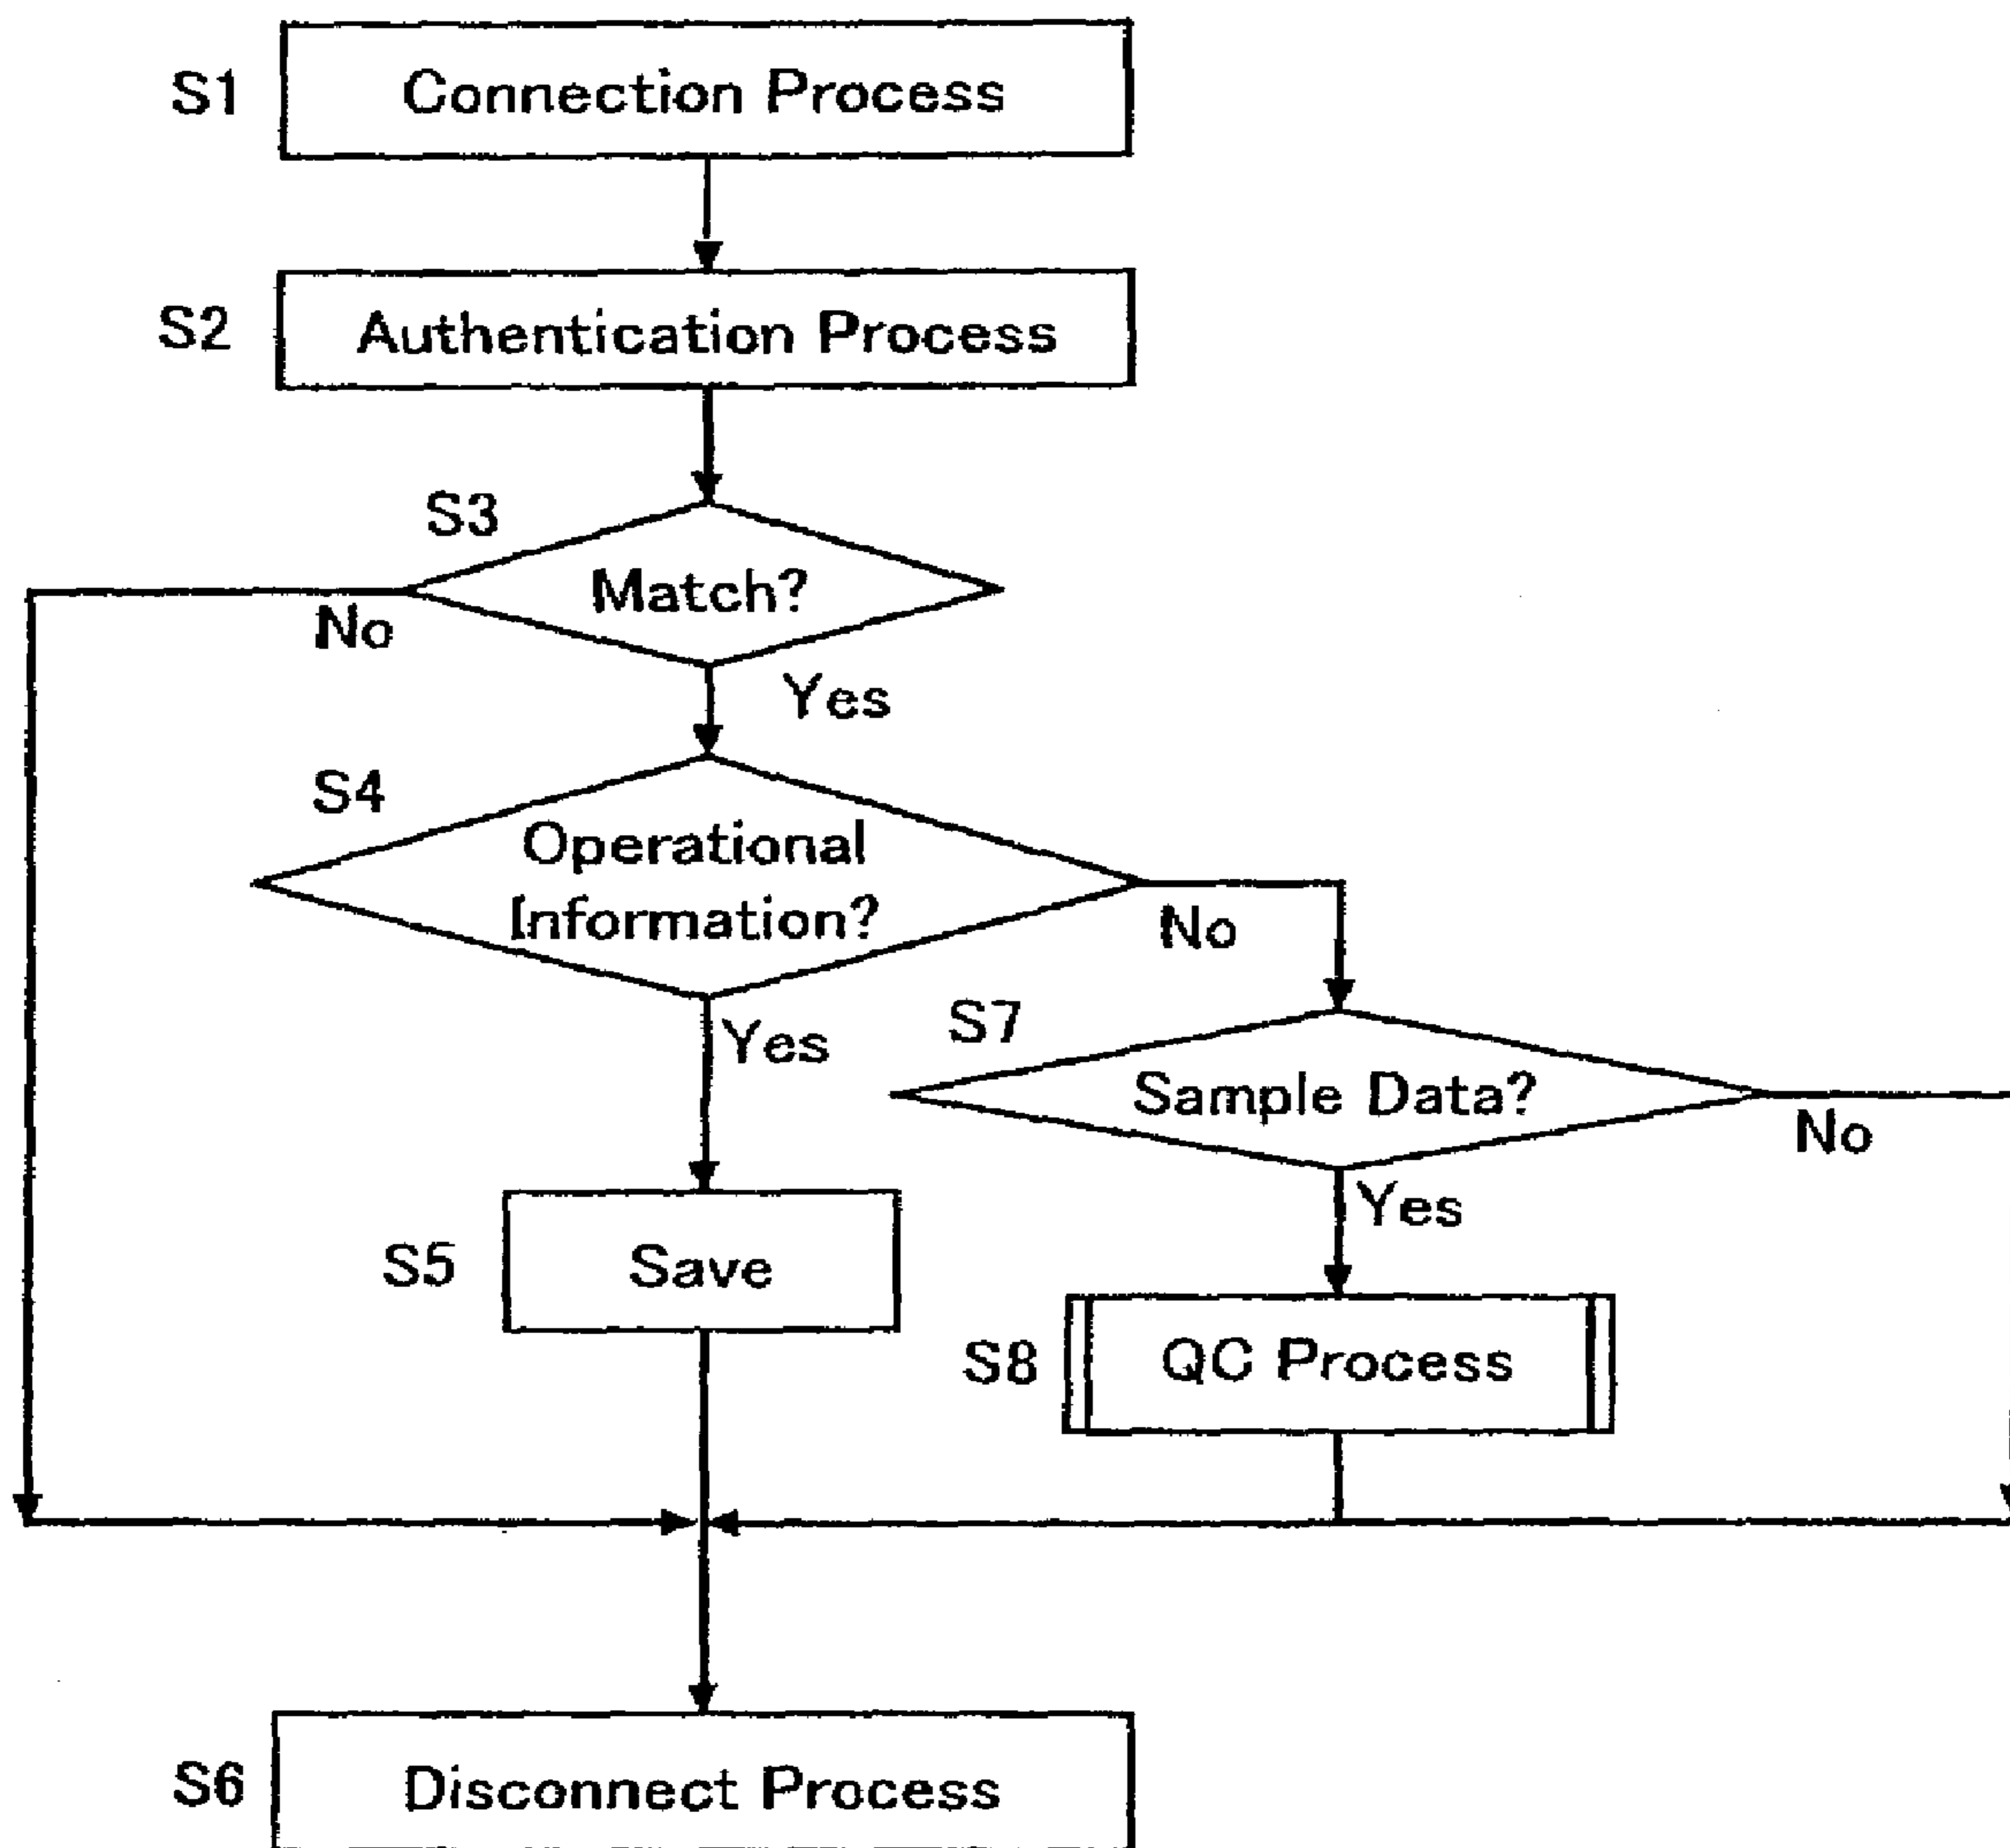 S1
Connection Process
S2
Authentication Process
S3
Match?
No
Yes
S4
Operational
Information?
No
Yes
S7
Sample Data?
No
Yes
S5
Save
S8
QC Process
S6
Disconnect Process